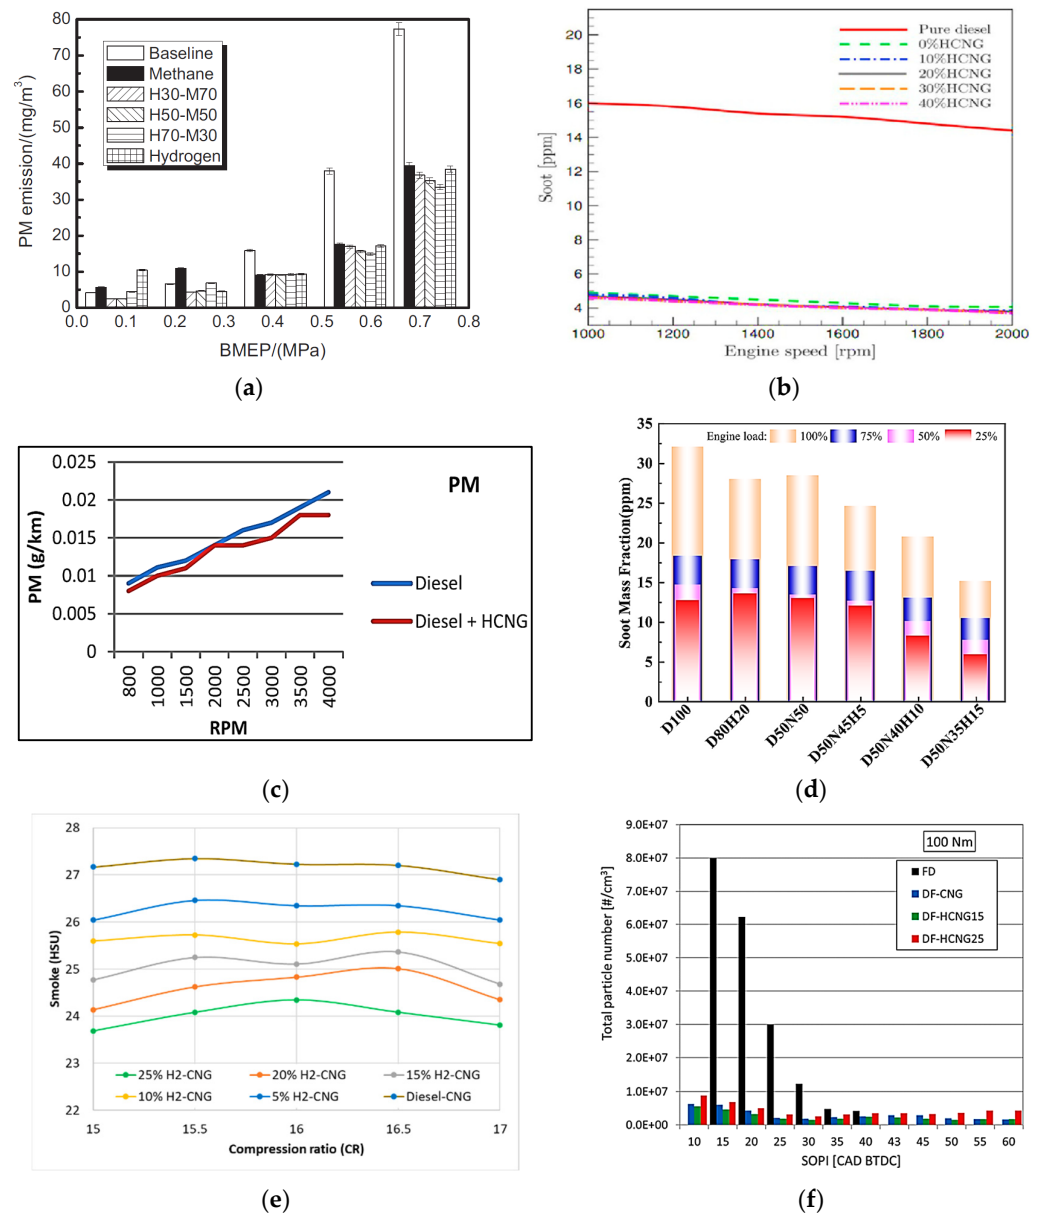 80
70
60
50
40
30
20
10
0
PM emission/(mg/m³)
Baseline
Methane
H30-M70
H50-M50
H70-M30
Hydrogen
0.0 0.1 0.2 0.3 0.4 0.5 0.6 0.7 0.8
BMEP/(MPa)
(a)
20
18
16
14
12
10
8
6
4
Soot [ppm]
Pure diesel
0%HCNG
10%HCNG
20%HCNG
30%HCNG
40%HCNG
1000 1200 1400 1600 1800 2000
Engine speed [rpm]
(b)
0.025
0.02
0.015
0.01
0.005
0
PM (g/km)
PM
Diesel
Diesel + HCNG
800 1000 1500 2000 2500 3000 3500 4000
RPM
(c)
35
30
25
20
15
10
5
0
Soot Mass Fraction(ppm)
Engine load: 100% 75% 50% 25%
D100 D80H20 D50N50 D50N45H5 D50N40H10 D50N35H15
(d)
28
27
26
25
24
23
22
Smoke (HSU)
25% H2-CNG 20% H2-CNG 15% H2-CNG
10% H2-CNG 5% H2-CNG Diesel-CNG
15 15.5 16 16.5 17
Compression ratio (CR)
(e)
9.0E+07
8.0E+07
7.0E+07
6.0E+07
5.0E+07
4.0E+07
3.0E+07
2.0E+07
1.0E+07
0.0E+00
Total particle number [#/cm³]
100 Nm
FD
DF-CNG
DF-HCNG15
DF-HCNG25
10 15 20 25 30 35 40 43 45 50 55 60
SOPI [CAD BTDC]
(f)